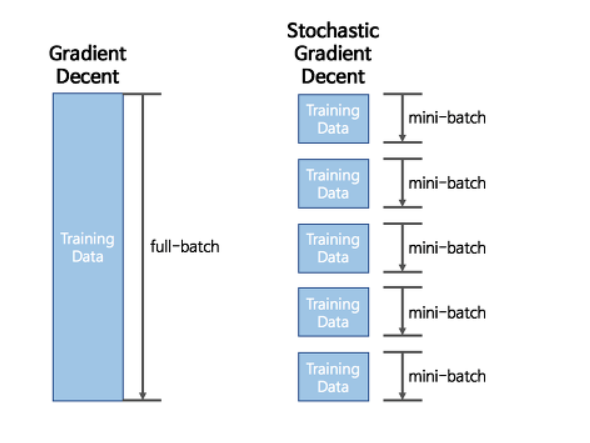 Gradient
Decent
Training
Data
full-batch
Stochastic
Gradient
Decent
Training
Data
mini-batch
Training
Data
mini-batch
Training
Data
mini-batch
Training
Data
mini-batch
Training
Data
mini-batch